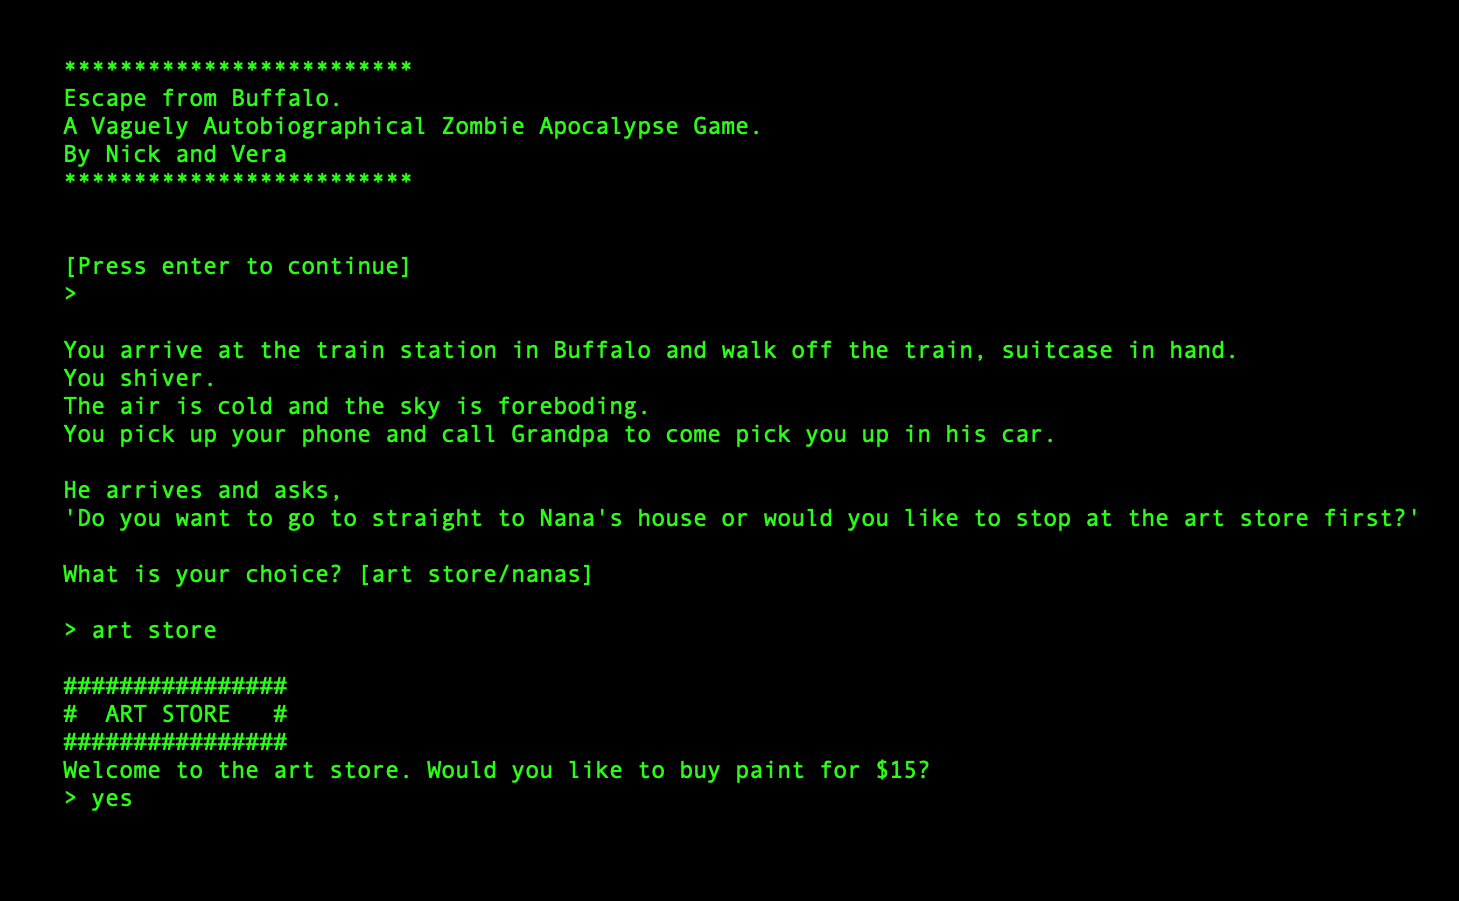 *************************
Escape from Buffalo.
A Vaguely Autobiographical Zombie Apocalypse Game.
By Nick and Vera
*************************
[Press enter to continue]
>
You arrive at the train station in Buffalo and walk off the train, suitcase in hand.
You shiver.
The air is cold and the sky is foreboding.
You pick up your phone and call Grandpa to come pick you up in his car.
He arrives and asks,
'Do you want to go to straight to Nana's house or would you like to stop at the art store first?'
What is your choice? [art store/nanas]
> art store
################
#  ART STORE   #
################
Welcome to the art store. Would you like to buy paint for $15?
> yes